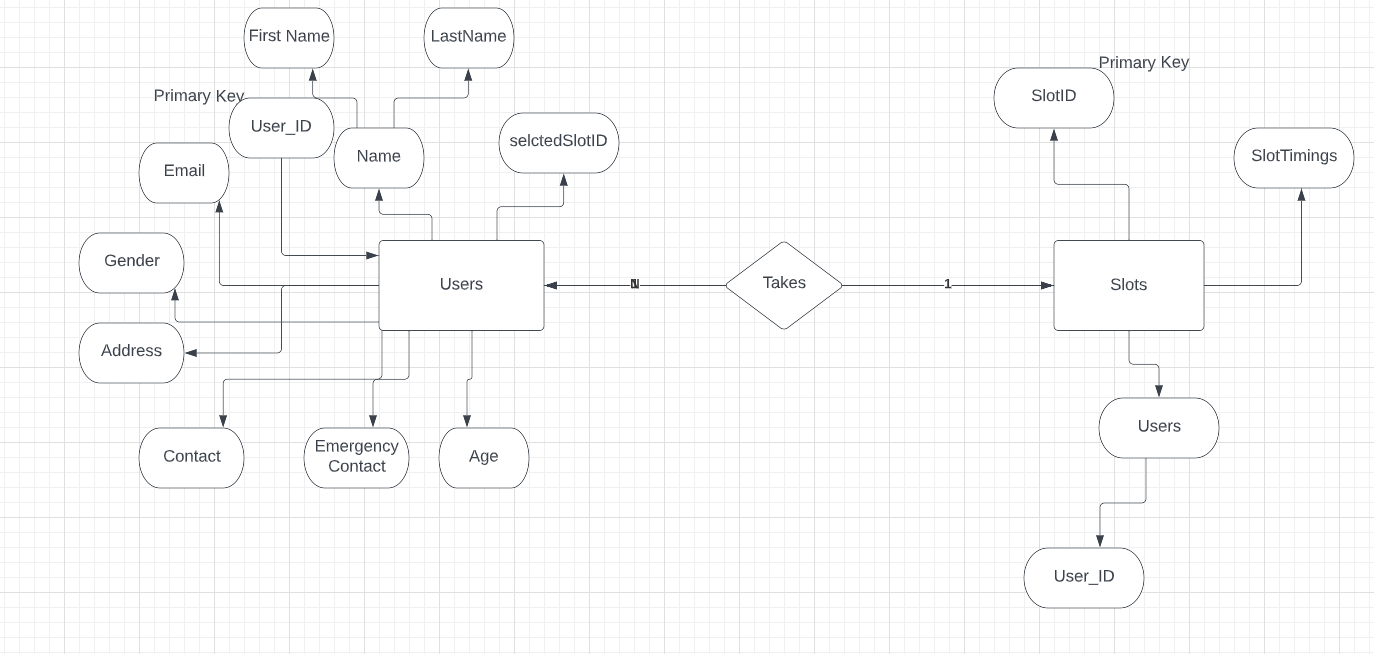 First Name
LastName
Primary Key
SlotID
Primary Key
User_ID
selctedSlotID
Name
SlotTimings
Email
Gender
Users
Takes
1
Slots
Address
Users
Contact
Emergency
Contact
Age
User_ID